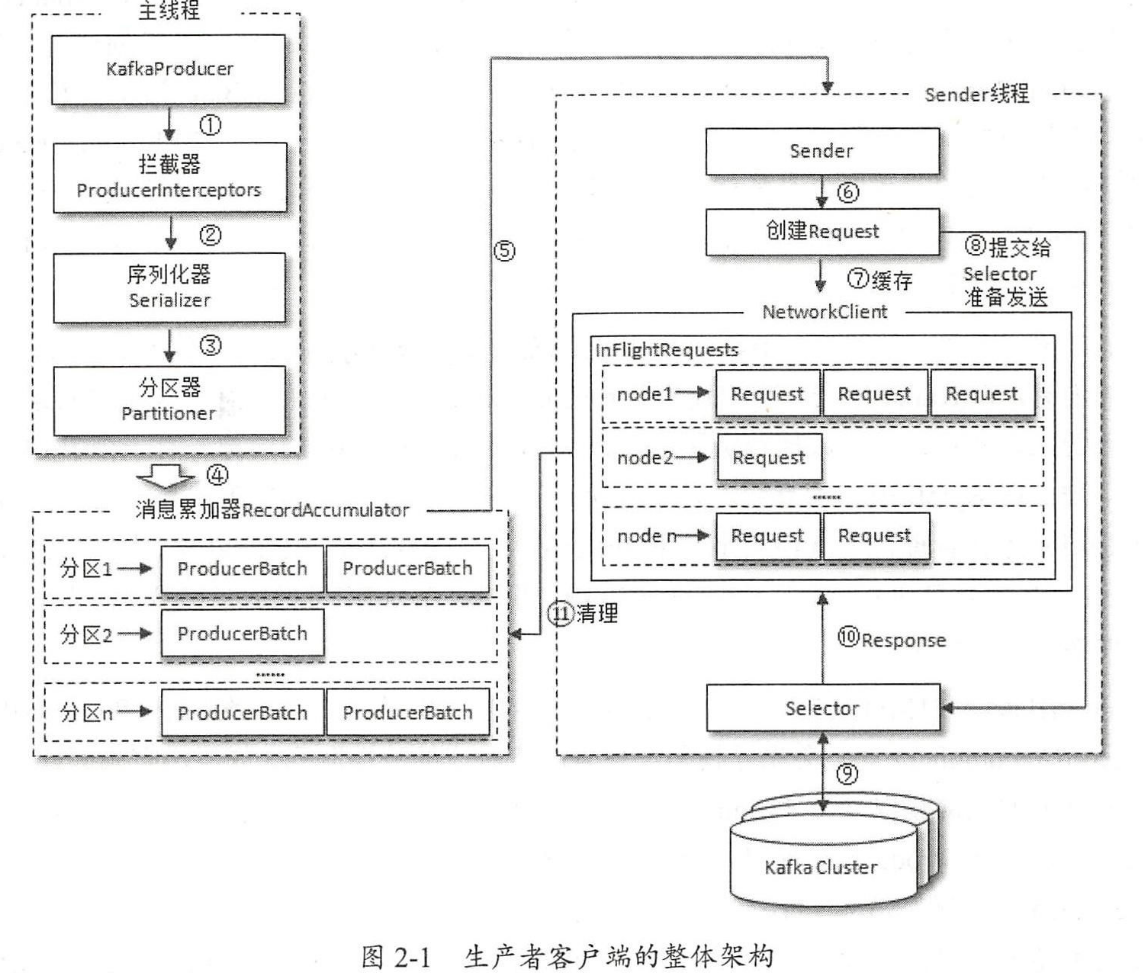 主线程
KafkaProducer
①
拦截器
ProducerInterceptors
②
序列化器
Serializer
③
分区器
Partitioner
④
消息累加器RecordAccumulator
分区1 ProducerBatch ProducerBatch
分区2 ProducerBatch
......
分区n ProducerBatch ProducerBatch
⑤
Sender线程
Sender
⑥
创建Request
⑦缓存
⑧提交给
Selector
准备发送
NetworkClient
InFlightRequests
node1 Request Request Request
node2 Request
......
node n Request Request
⑪清理
⑩Response
Selector
⑨
Kafka Cluster
图 2-1 生产者客户端的整体架构